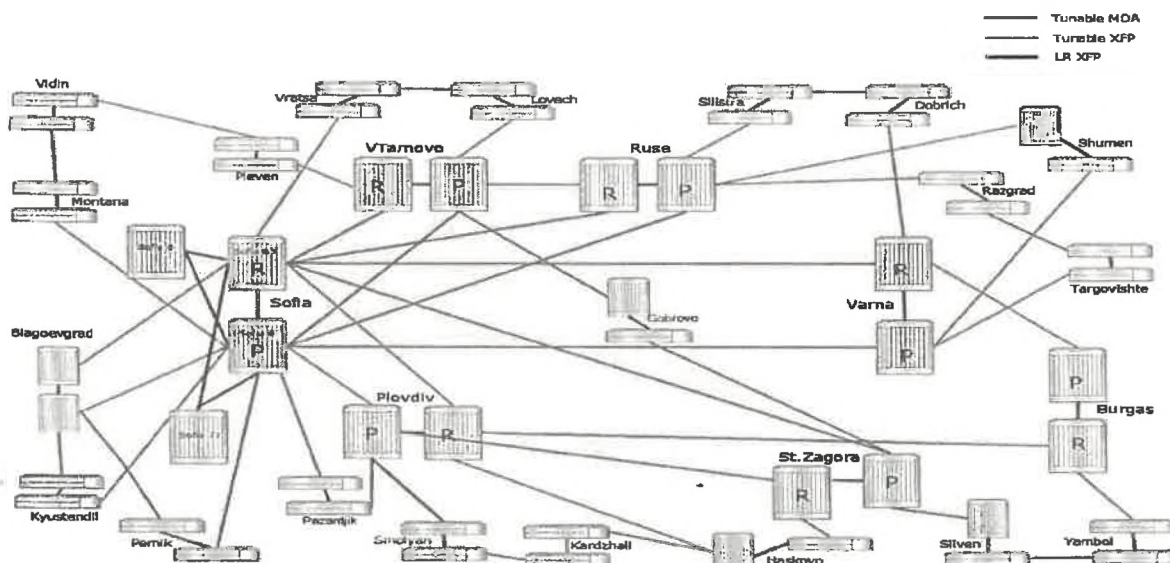 Tunable MDA
Tunable XFP
LR XFP
Vidin
Vratsa
Lovech
Silistra
Dobrich
Shumen
VTarnovo
Ruse
Pleven
R
P
R
P
Razgrad
Montana
R
Sofia
R
Varna
Targovishte
Gabrovo
Blagoevgrad
P
P
P
Plovdiv
Burgas
P
R
R
St.Zagora
R
P
Kyustendil
Pazardjik
Pernik
Smolyan
Kardzhali
Haskovo
Sliven
Yambol